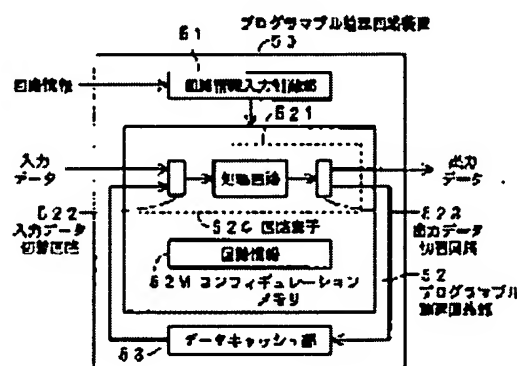 プログラマブル論理回路装置
51
53
回路情報
回路情報入力制御部
521
入力
データ
処理回路
出力
データ
522
入力データ
切替回路
52C 回路素子
523
出力データ
切替回路
回路情報
52M コンフィギュレーション
メモリ
52
プログラマブル
論理回路部
データキャッシュ部
53